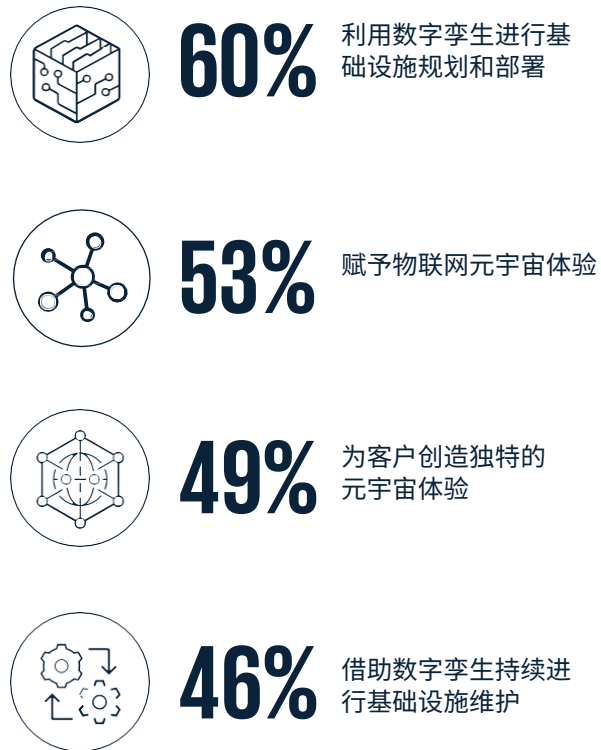 60%
利用数字孪生进行基
础设施规划和部署
53%
赋予物联网元宇宙体验
49%
为客户创造独特的
元宇宙体验
46%
借助数字孪生持续进
行基础设施维护